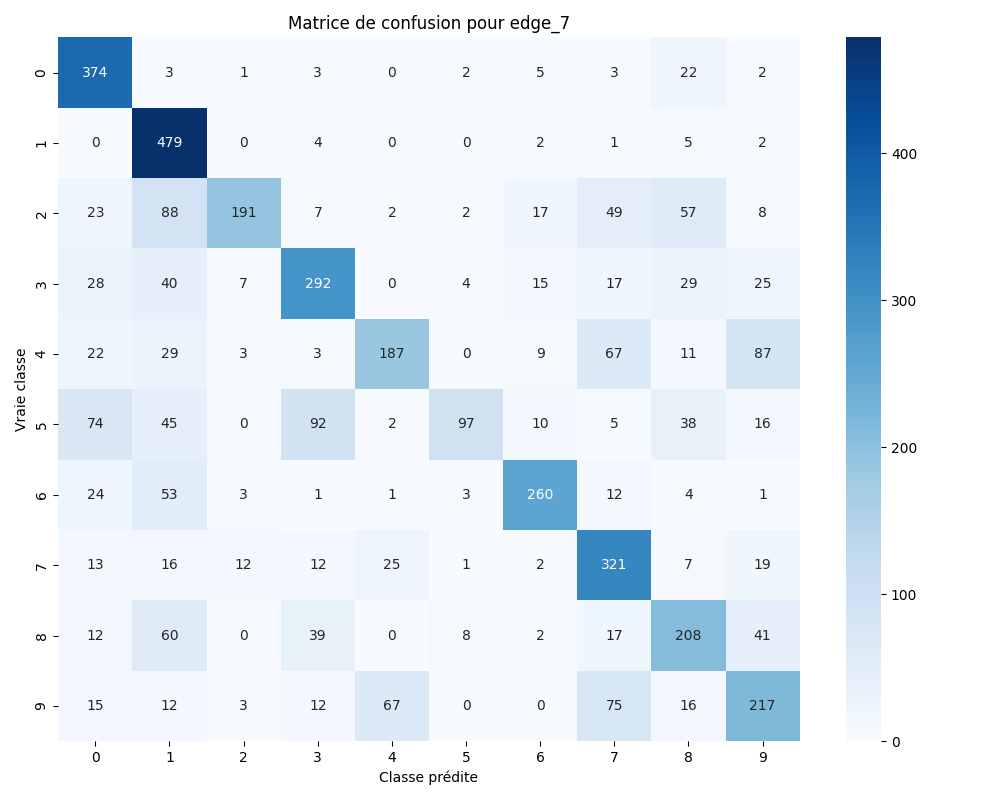 Matrice de confusion pour edge_7
Vraie classe
0 374 3 1 3 0 2 5 3 22 2
1 0 479 0 4 0 0 2 1 5 2
2 23 88 191 7 2 2 17 49 57 8
3 28 40 7 292 0 4 15 17 29 25
4 22 29 3 3 187 0 9 67 11 87
5 74 45 0 92 2 97 10 5 38 16
6 24 53 3 1 1 3 260 12 4 1
7 13 16 12 12 25 1 2 321 7 19
8 12 60 0 39 0 8 2 17 208 41
9 15 12 3 12 67 0 0 75 16 217
0 1 2 3 4 5 6 7 8 9
Classe prédite
400
300
200
100
0